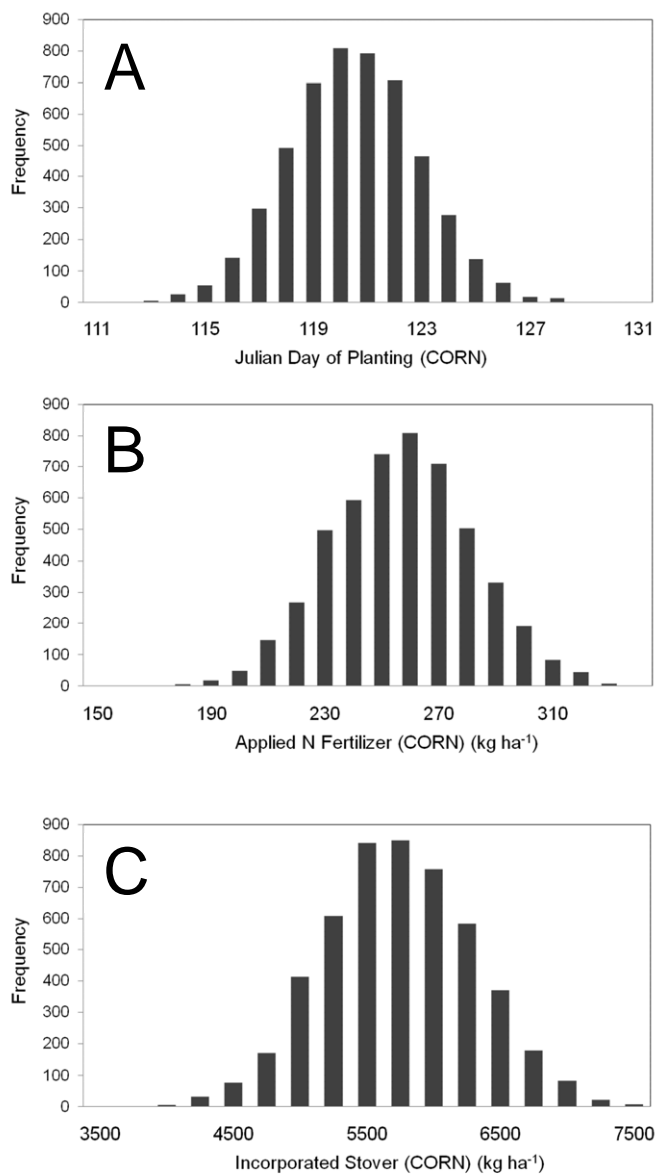 A
900
800
700
600
500
400
300
200
100
0
Frequency
111 115 119 123 127 131
Julian Day of Planting (CORN)
B
900
800
700
600
500
400
300
200
100
0
Frequency
150 190 230 270 310
Applied N Fertilizer (CORN) (kg ha⁻¹)
C
900
800
700
600
500
400
300
200
100
0
Frequency
3500 4500 5500 6500 7500
Incorporated Stover (CORN) (kg ha⁻¹)